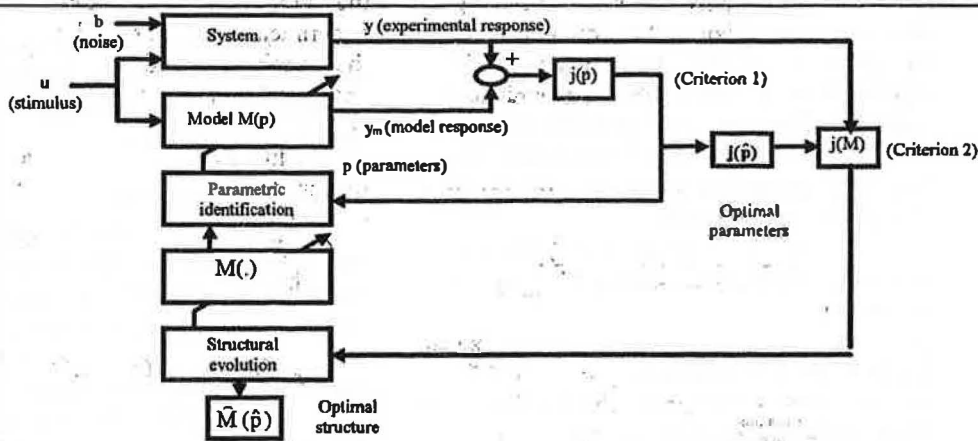 b
(noise)
System
y (experimental response)
+
u
(stimulus)
j(p)
(Criterion 1)
Model M(p)
yₘ (model response)
j(p̂)
j(M)
(Criterion 2)
p (parameters)
Parametric
identification
Optimal
parameters
M(.)
Structural
evolution
M̂(p̂)
Optimal
structure